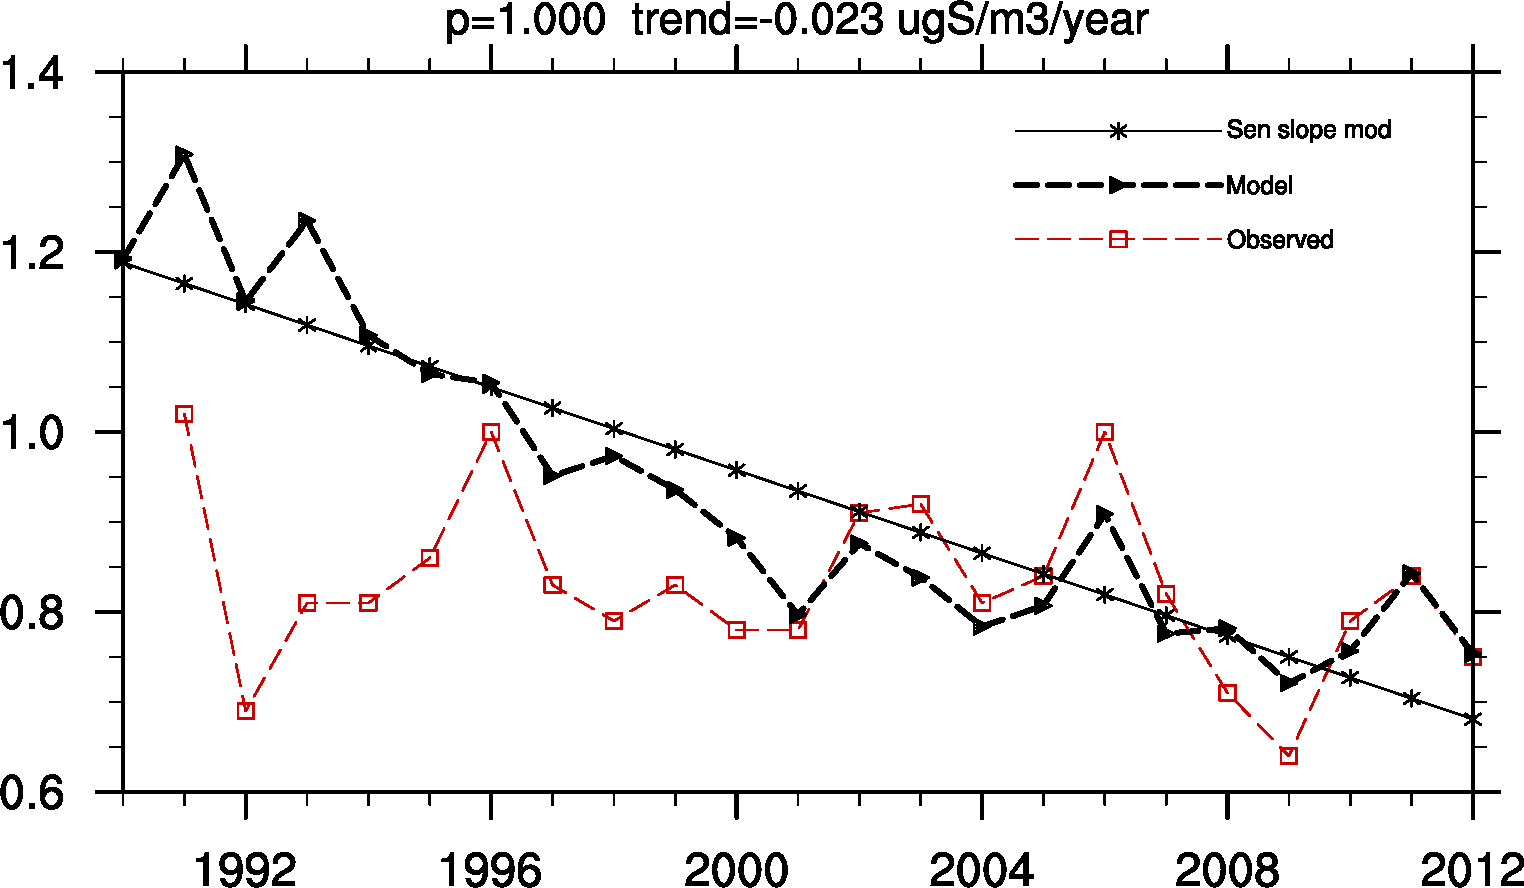 p=1.000 trend=-0.023 ugS/m3/year
1.4
Sen slope mod
Model
1.2
Observed
1.0
0.8
0.6
1992 1996 2000 2004 2008 2012